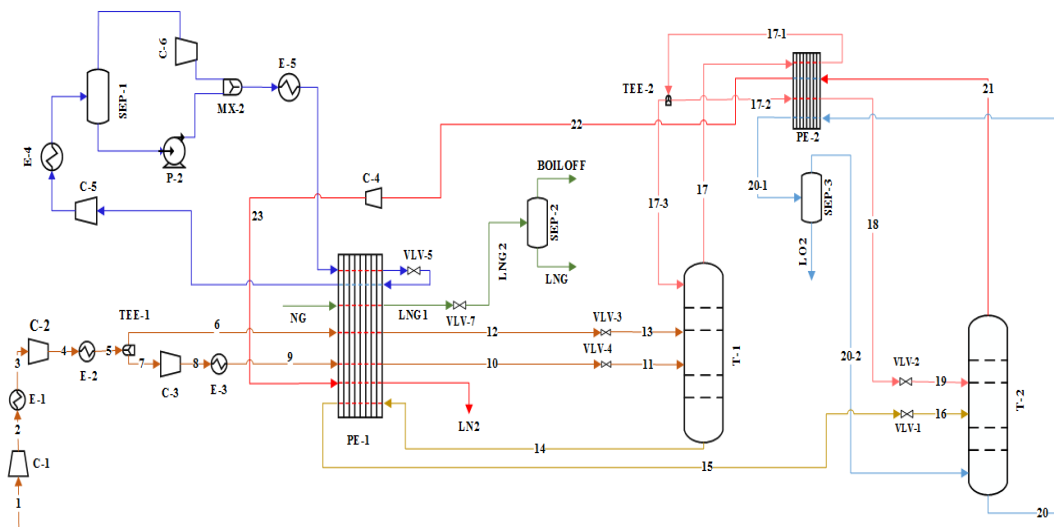 17-1
C-6
E-5
TEE-2
17-2
21
SEP-1
MX-2
PE-2
22
P-2
BOILOFF
20-1
SEP-3
E-4
C-5
C-4
17
17-3
23
SEP-2
LNG2
18
LO2
VLV-5
LNG
NG
LNG1
VLV-7
TEE-1
6
12
VLV-3
13
C-2
3
4
5
7
8
9
10
VLV-4
11
T-1
E-2
C-3
E-3
20-2
VLV-2
19
E-1
16
T-2
2
LN2
VLV-1
PE-1
14
15
C-1
1
20